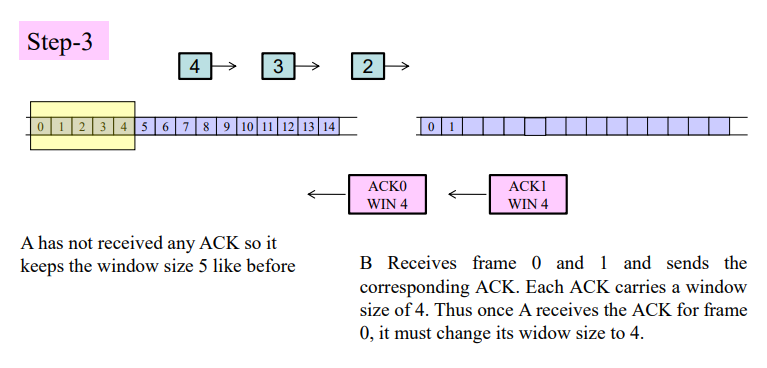 Step-3
4 3 2
0 1 2 3 4 5 6 7 8 9 10 11 12 13 14 0 1
ACK0 ACK1
WIN 4 WIN 4
A has not received any ACK so it
keeps the window size 5 like before
B Receives frame 0 and 1 and sends the
corresponding ACK. Each ACK carries a window
size of 4. Thus once A receives the ACK for frame
0, it must change its widow size to 4.